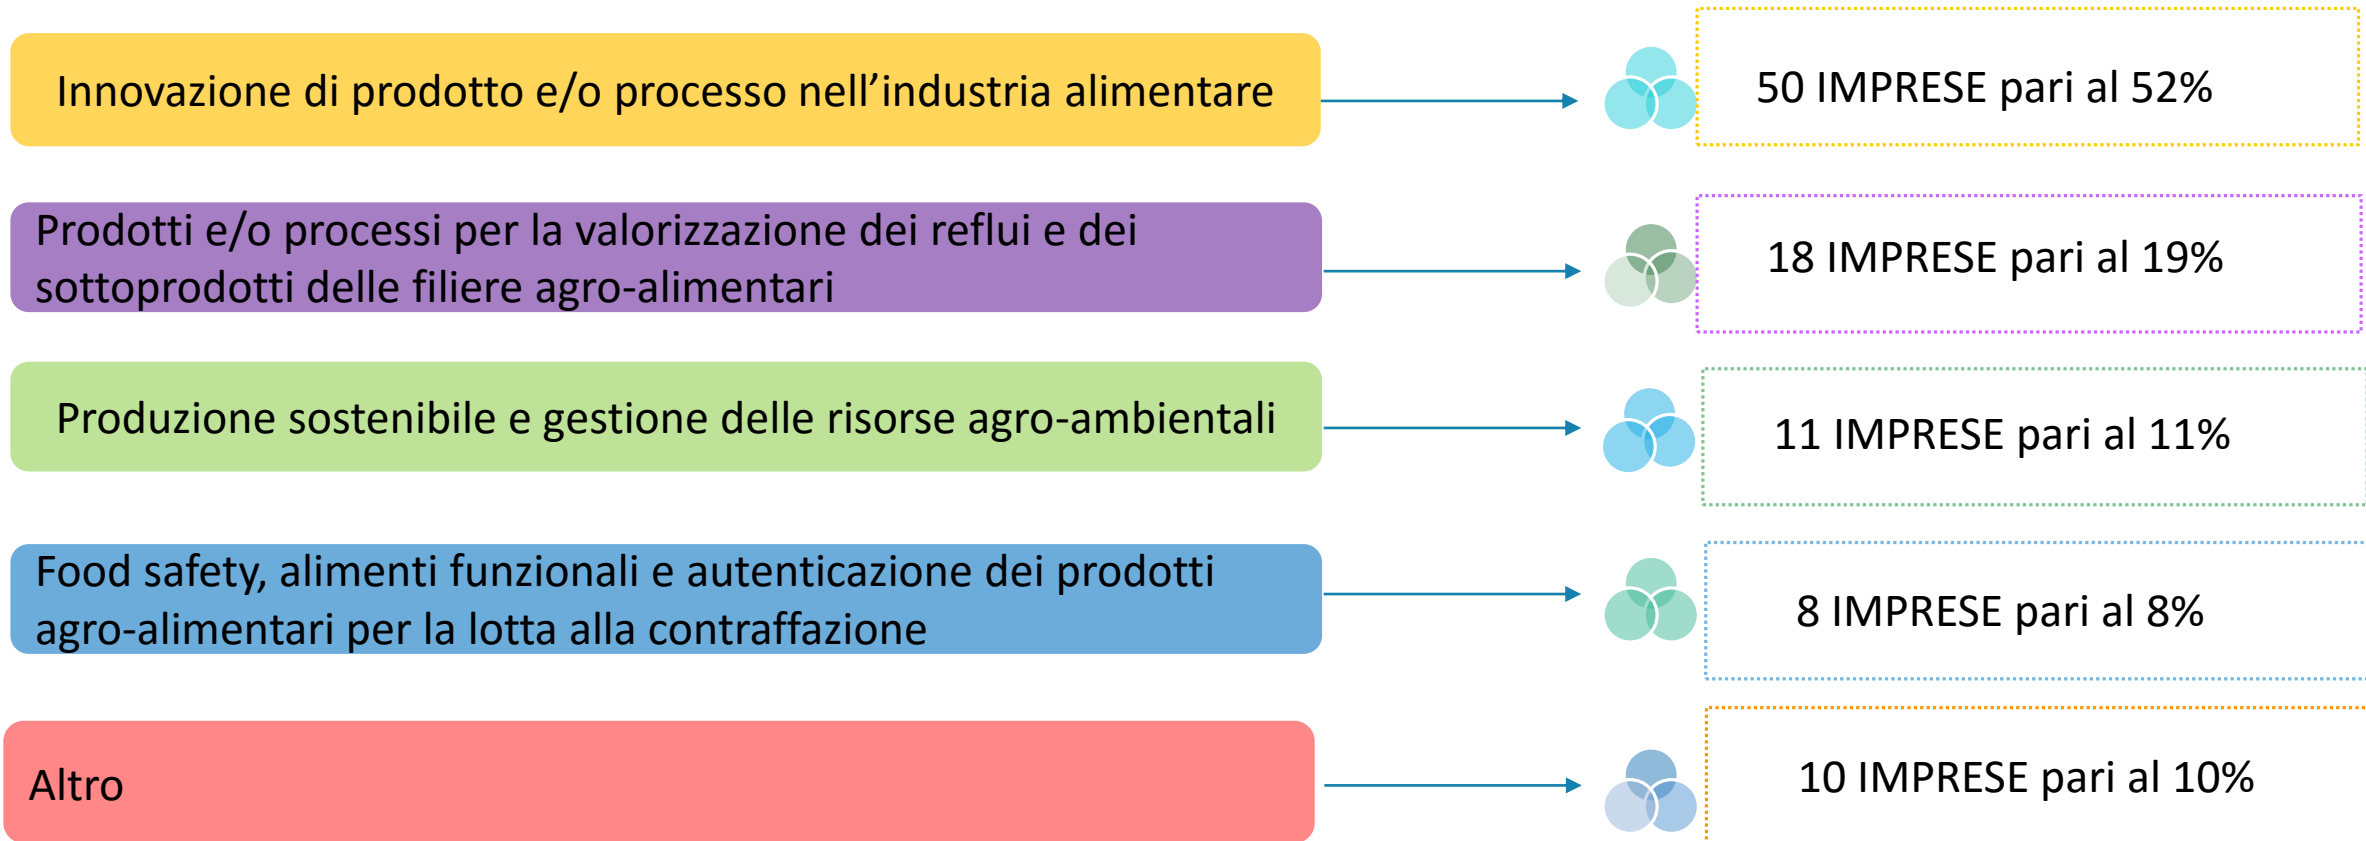 Innovazione di prodotto e/o processo nell’industria alimentare
50 IMPRESE pari al 52%
Prodotti e/o processi per la valorizzazione dei reflui e dei
sottoprodotti delle filiere agro-alimentari
18 IMPRESE pari al 19%
Produzione sostenibile e gestione delle risorse agro-ambientali
11 IMPRESE pari al 11%
Food safety, alimenti funzionali e autenticazione dei prodotti
agro-alimentari per la lotta alla contraffazione
8 IMPRESE pari al 8%
Altro
10 IMPRESE pari al 10%